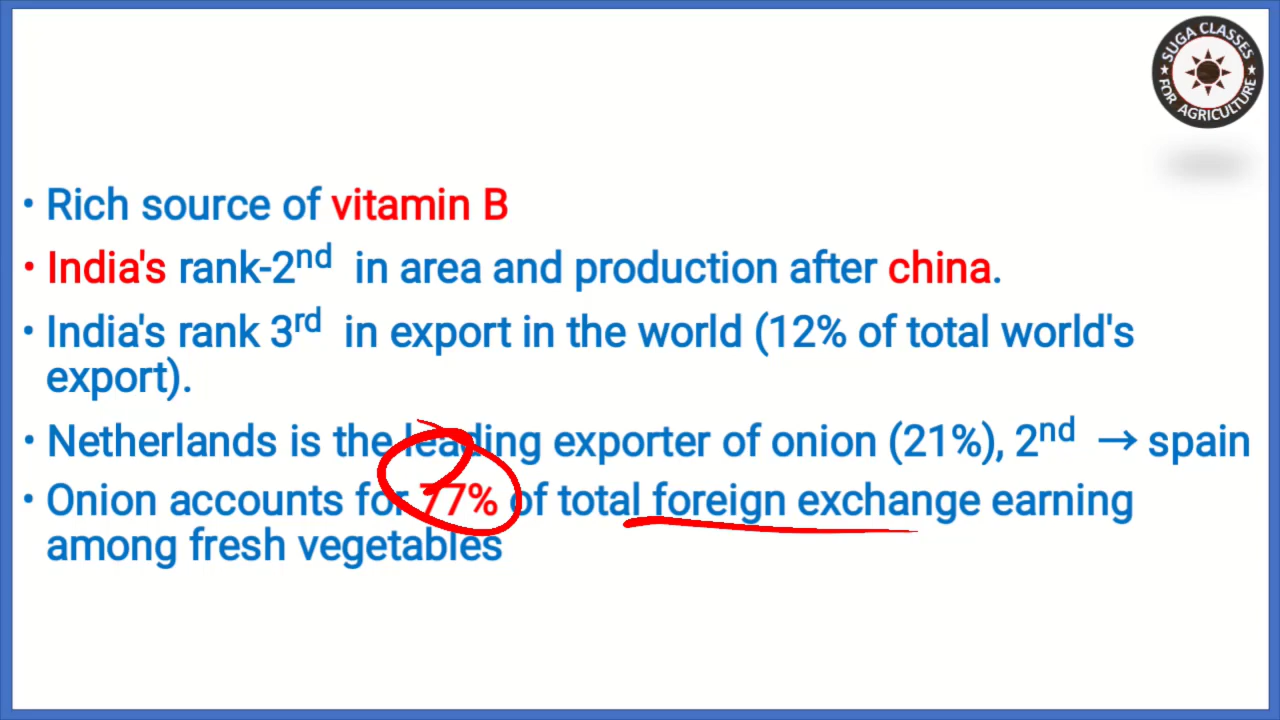 SUGA CLASSES
FOR AGRICULTURE
• Rich source of vitamin B
• India's rank-2nd in area and production after china.
• India's rank 3rd in export in the world (12% of total world's
export).
• Netherlands is the leading exporter of onion (21%), 2nd → spain
• Onion accounts for 77% of total foreign exchange earning
among fresh vegetables